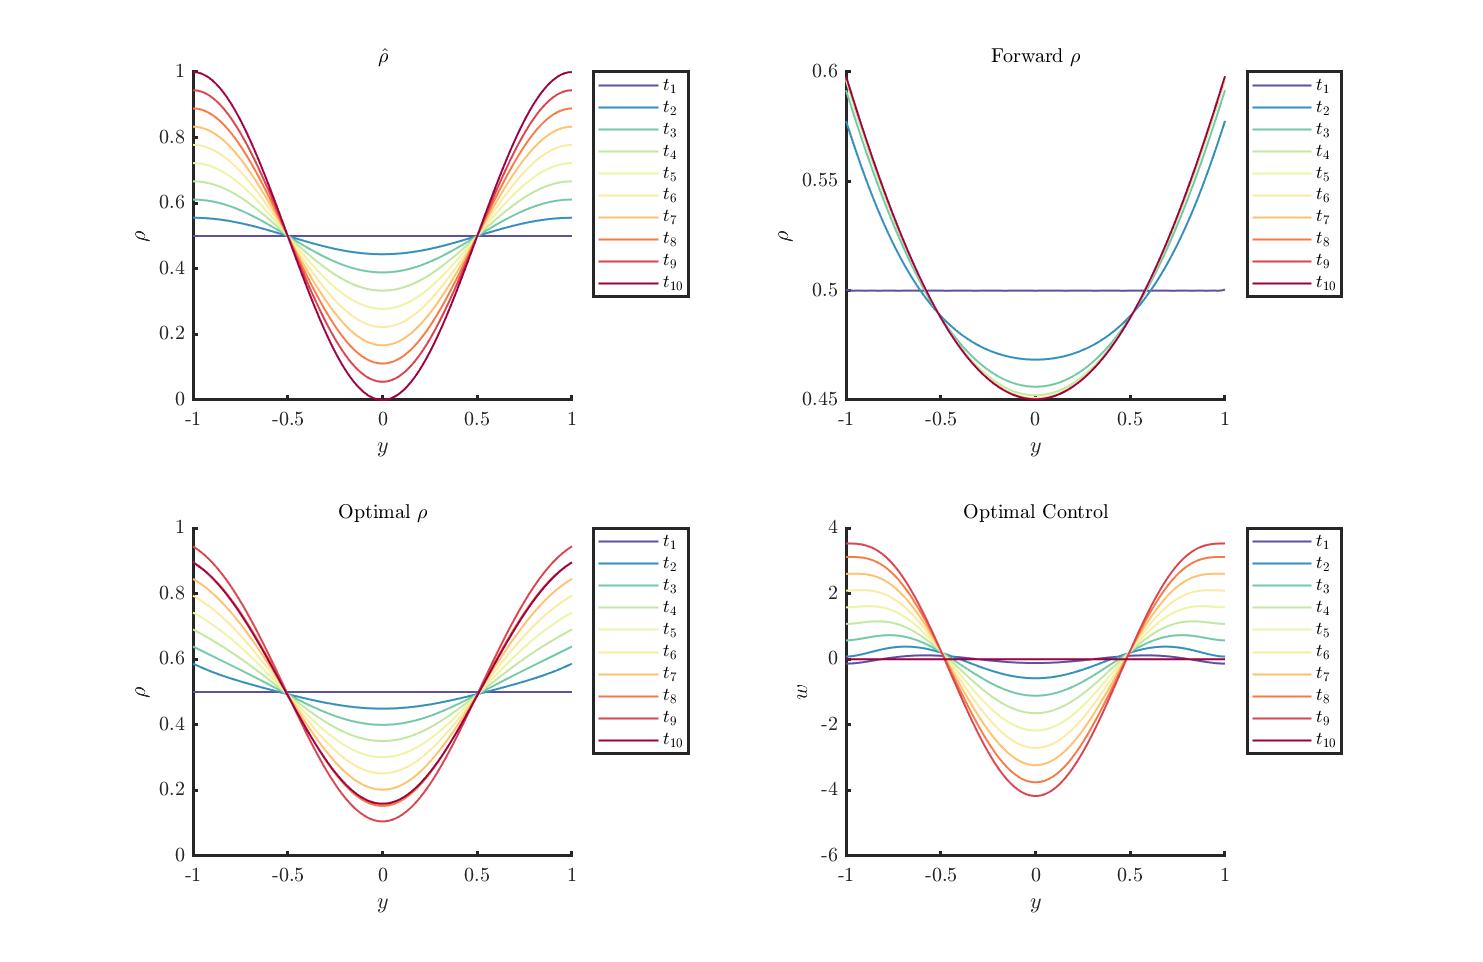 ρ̂
1
0.8
0.6
0.4
0.2
0
ρ
-1 -0.5 0 0.5 1
y
t₁
t₂
t₃
t₄
t₅
t₆
t₇
t₈
t₉
t₁₀
Forward ρ
0.6
0.55
0.5
0.45
ρ
-1 -0.5 0 0.5 1
y
t₁
t₂
t₃
t₄
t₅
t₆
t₇
t₈
t₉
t₁₀
Optimal ρ
1
0.8
0.6
0.4
0.2
0
ρ
-1 -0.5 0 0.5 1
y
t₁
t₂
t₃
t₄
t₅
t₆
t₇
t₈
t₉
t₁₀
Optimal Control
4
2
0
-2
-4
-6
w
-1 -0.5 0 0.5 1
y
t₁
t₂
t₃
t₄
t₅
t₆
t₇
t₈
t₉
t₁₀